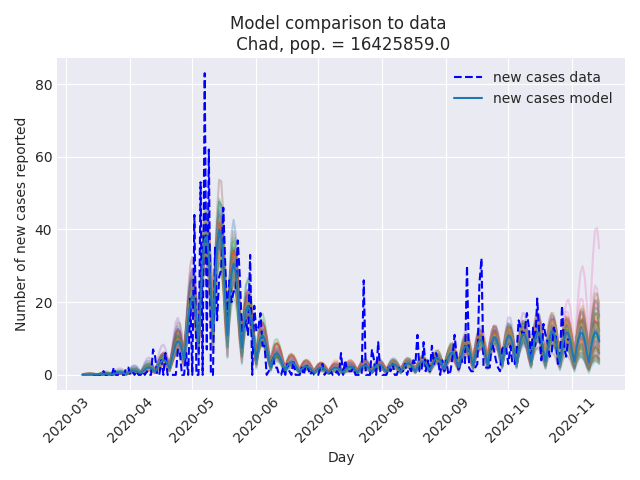 Model comparison to data
Chad, pop. = 16425859.0
new cases data
new cases model
Number of new cases reported
80
60
40
20
0
2020-03
2020-04
2020-05
2020-06
2020-07
2020-08
2020-09
2020-10
2020-11
Day